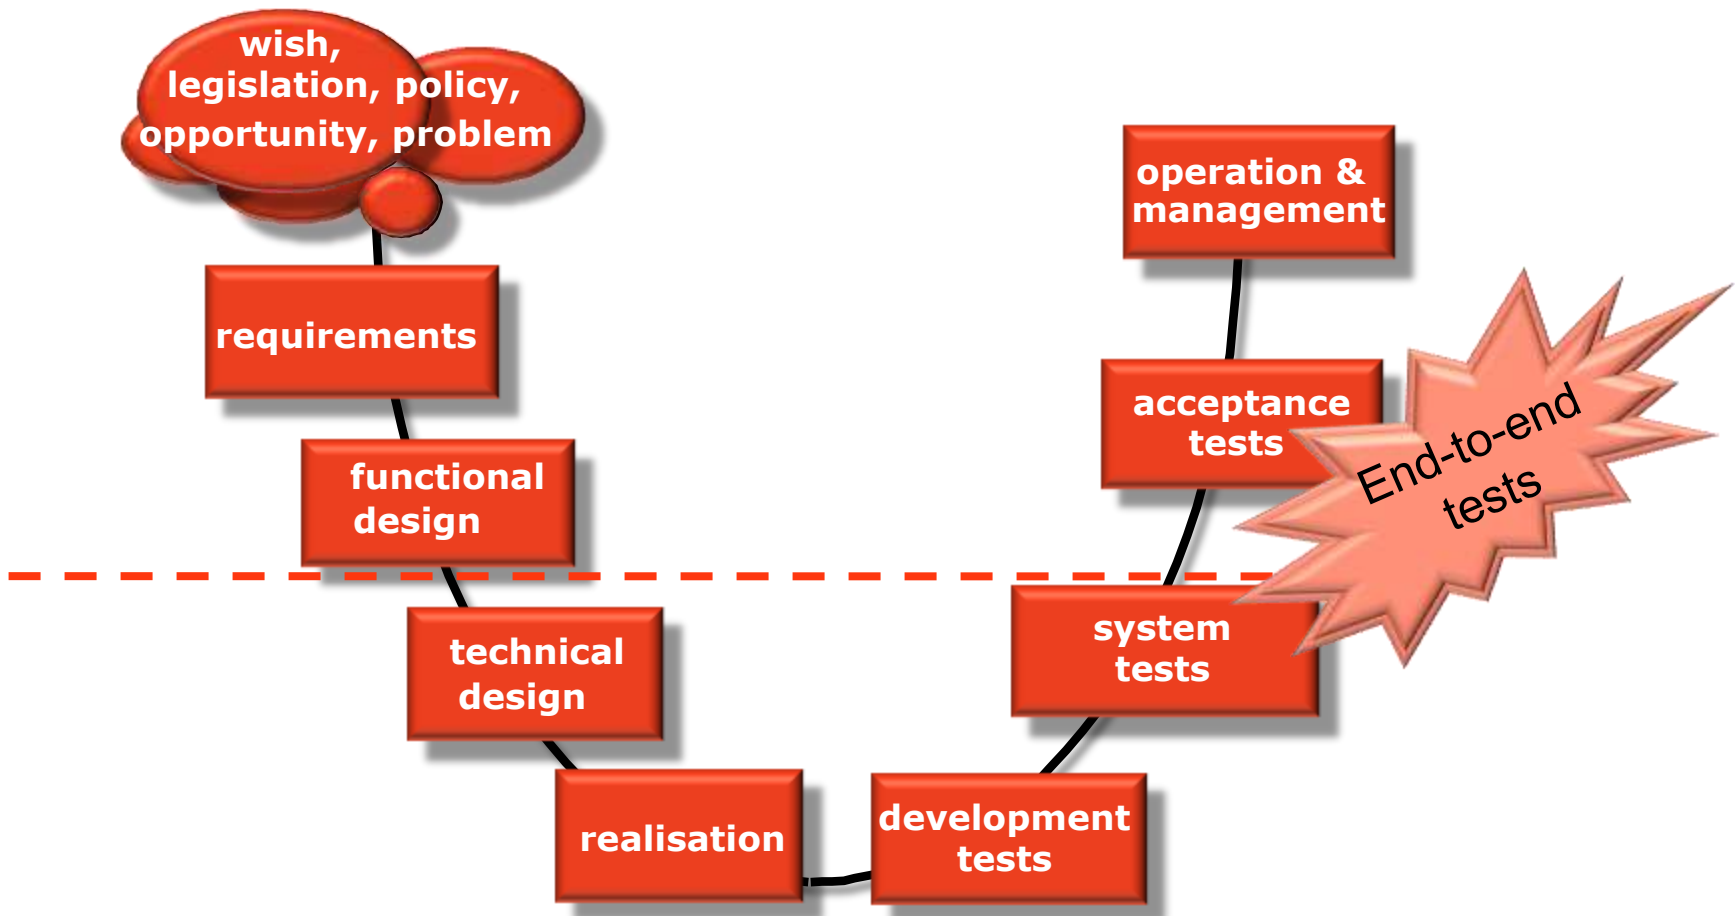 wish,
legislation, policy,
opportunity, problem
requirements
functional
design
technical
design
realisation
development
tests
system
tests
acceptance
tests
operation &
management
End-to-end
tests